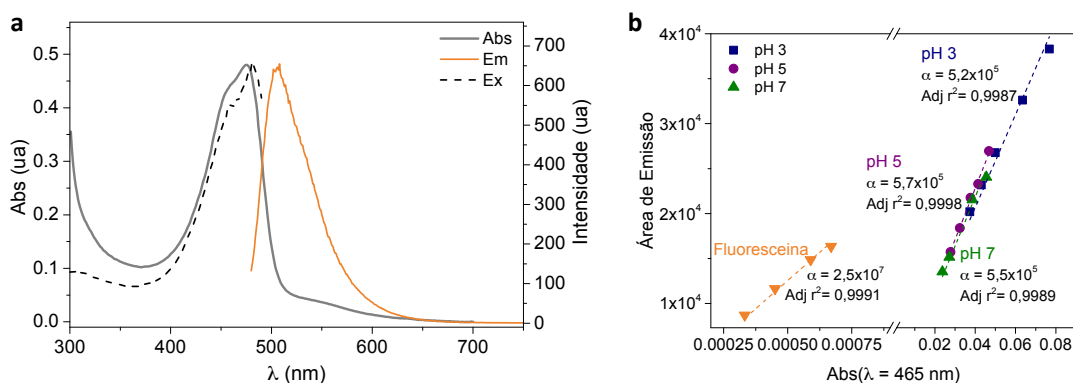 a
Abs
Em
Ex
Abs (ua)
0.5
0.4
0.3
0.2
0.1
0.0
Intensidade (ua)
700
600
500
400
300
200
100
0
300
400
500
600
700
λ (nm)
b
pH 3
pH 5
pH 7
Área de Emissão
4x10⁴
3x10⁴
2x10⁴
1x10⁴
pH 3
α = 5,2x10⁵
Adj r²= 0,9987
pH 5
α = 5,7x10⁵
Adj r²= 0,9998
Fluoresceina
α = 2,5x10⁷
Adj r²= 0,9991
pH 7
α = 5,5x10⁵
Adj r²= 0,9989
0.00025
0.00050
0.00075
0.02
0.04
0.06
0.08
Abs(λ = 465 nm)